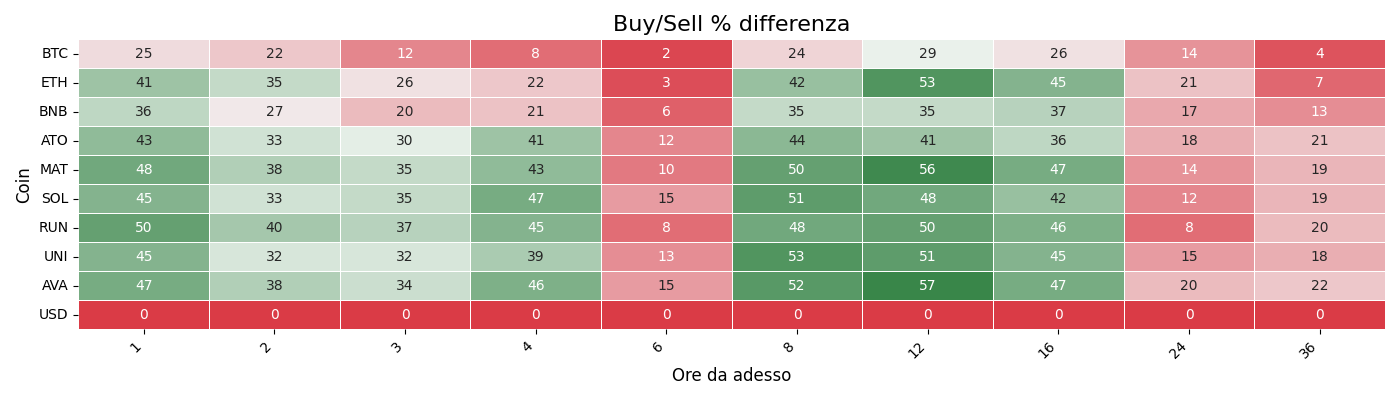 Buy/Sell % differenza
Coin
BTC 25 22 12 8 2 24 29 26 14 4
ETH 41 35 26 22 3 42 53 45 21 7
BNB 36 27 20 21 6 35 35 37 17 13
ATO 43 33 30 41 12 44 41 36 18 21
MAT 48 38 35 43 10 50 56 47 14 19
SOL 45 33 35 47 15 51 48 42 12 19
RUN 50 40 37 45 8 48 50 46 8 20
UNI 45 32 32 39 13 53 51 45 15 18
AVA 47 38 34 46 15 52 57 47 20 22
USD 0 0 0 0 0 0 0 0 0 0
1 2 3 4 6 8 12 16 24 36
Ore da adesso